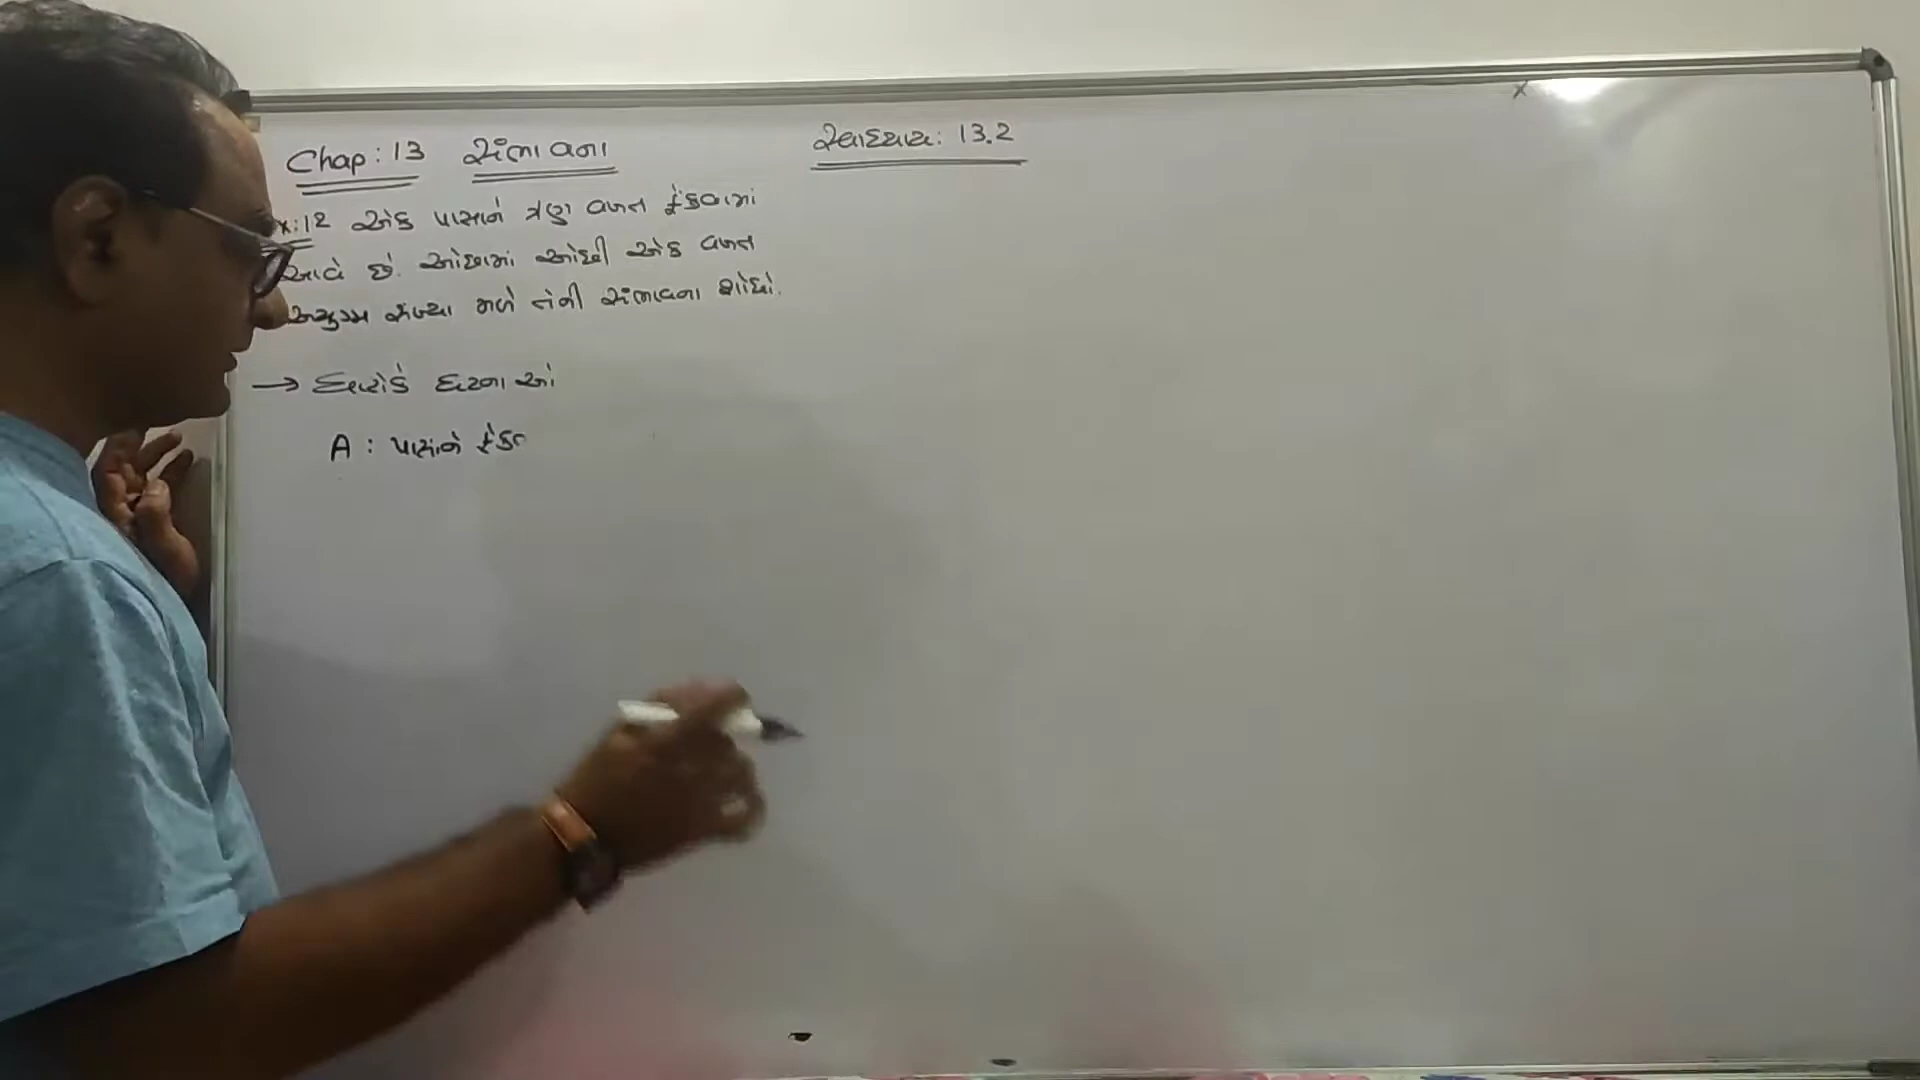 Chap: 13 સંભાવના
સ્વાધ્યાય: 13.2
x:12 એક પાસાને ત્રણ વખત ફેંકવામાં
આવે છે. ઓછામાં ઓછી એક વખત
અયુગ્મ સંખ્યા મળે તેની સંભાવના શોધો.
→ ધારોકે ઘટનાઓ
A : પાસાને ફેંકવ
x